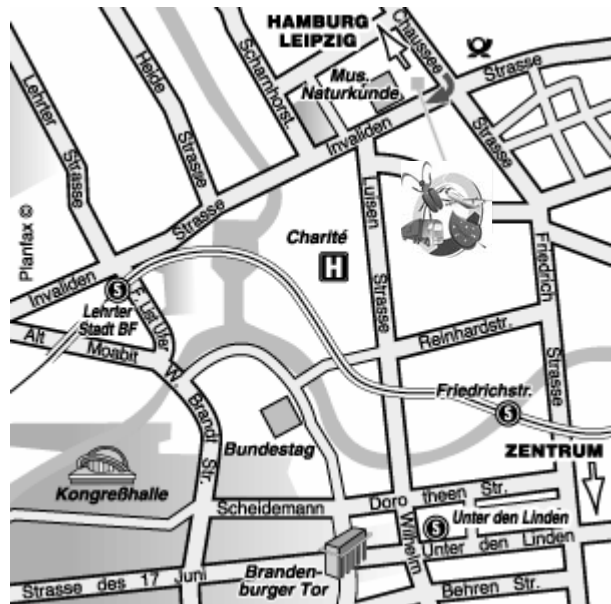 HAMBURG
LEIPZIG
Chaussee
Strasse
Strasse
Lehrter
Strasse
Heide
Strasse
Scharnhorst.
Mus.
Naturkunde
Invaliden
Strasse
Invaliden
Luisen
Strasse
Charité
H
Friedrich
Strasse
Planfax ©
S
Lehrter
Stadt BF
F. List Ufer
Alt Moabit
W. Brandt Str.
Reinhardstr.
Friedrichstr.
S
Bundestag
ZENTRUM
Kongreßhalle
Scheidemann
Doro theen Str.
Wilhelm
S
Unter den Linden
Unter den Linden
Branden-
burger Tor
Strasse des 17 Juni
Behren Str.